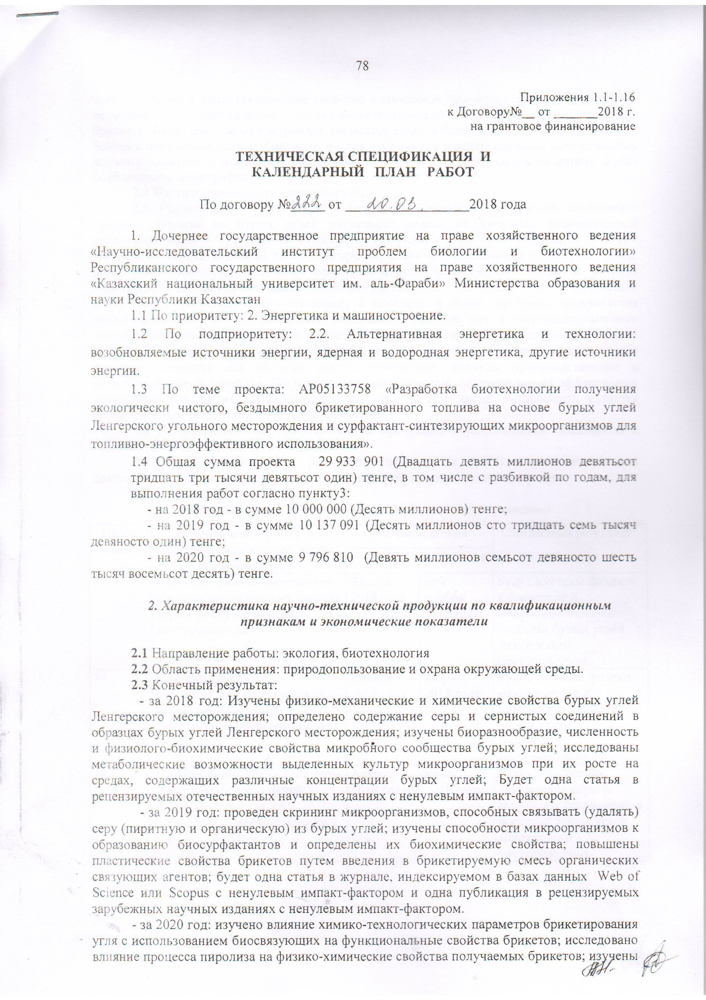 78
Приложения 1.1-1.16
к Договору№__ от _______2018 г.
на грантовое финансирование
ТЕХНИЧЕСКАЯ СПЕЦИФИКАЦИЯ И
КАЛЕНДАРНЫЙ ПЛАН РАБОТ
По договору № 222 от 20.03. 2018 года
1. Дочернее государственное предприятие на праве хозяйственного ведения
«Научно-исследовательский институт проблем биологии и биотехнологии»
Республиканского государственного предприятия на праве хозяйственного ведения
«Казахский национальный университет им. аль-Фараби» Министерства образования и
науки Республики Казахстан
1.1 По приоритету: 2. Энергетика и машиностроение.
1.2 По подприоритету: 2.2. Альтернативная энергетика и технологии:
возобновляемые источники энергии, ядерная и водородная энергетика, другие источники
энергии.
1.3 По теме проекта: АР05133758 «Разработка биотехнологии получения
экологически чистого, бездымного брикетированного топлива на основе бурых углей
Ленгерского угольного месторождения и сурфактант-синтезирующих микроорганизмов для
топливно-энергоэффективного использования».
1.4 Общая сумма проекта 29 933 901 (Двадцать девять миллионов девятьсот
тридцать три тысячи девятьсот один) тенге, в том числе с разбивкой по годам, для
выполнения работ согласно пункту3:
- на 2018 год - в сумме 10 000 000 (Десять миллионов) тенге;
- на 2019 год - в сумме 10 137 091 (Десять миллионов сто тридцать семь тысяч
девяносто один) тенге;
- на 2020 год - в сумме 9 796 810 (Девять миллионов семьсот девяносто шесть
тысяч восемьсот десять) тенге.
2. Характеристика научно-технической продукции по квалификационным
признакам и экономические показатели
2.1 Направление работы: экология, биотехнология
2.2 Область применения: природопользование и охрана окружающей среды.
2.3 Конечный результат:
- за 2018 год: Изучены физико-механические и химические свойства бурых углей
Ленгерского месторождения; определено содержание серы и сернистых соединений в
образцах бурых углей Ленгерского месторождения; изучены биоразнообразие, численность
и физиолого-биохимические свойства микробного сообщества бурых углей; исследованы
метаболические возможности выделенных культур микроорганизмов при их росте на
средах, содержащих различные концентрации бурых углей; Будет одна статья в
рецензируемых отечественных научных изданиях с ненулевым импакт-фактором.
- за 2019 год: проведен скрининг микроорганизмов, способных связывать (удалять)
серу (пиритную и органическую) из бурых углей; изучены способности микроорганизмов к
образованию биосурфактантов и определены их биохимические свойства; повышены
пластические свойства брикетов путем введения в брикетируемую смесь органических
связующих агентов; будет одна статья в журнале, индексируемом в базах данных Web of
Science или Scopus с ненулевым импакт-фактором и одна публикация в рецензируемых
зарубежных научных изданиях с ненулевым импакт-фактором.
- за 2020 год: изучено влияние химико-технологических параметров брикетирования
угля с использованием биосвязующих на функциональные свойства брикетов; исследовано
влияние процесса пиролиза на физико-химические свойства получаемых брикетов; изучены